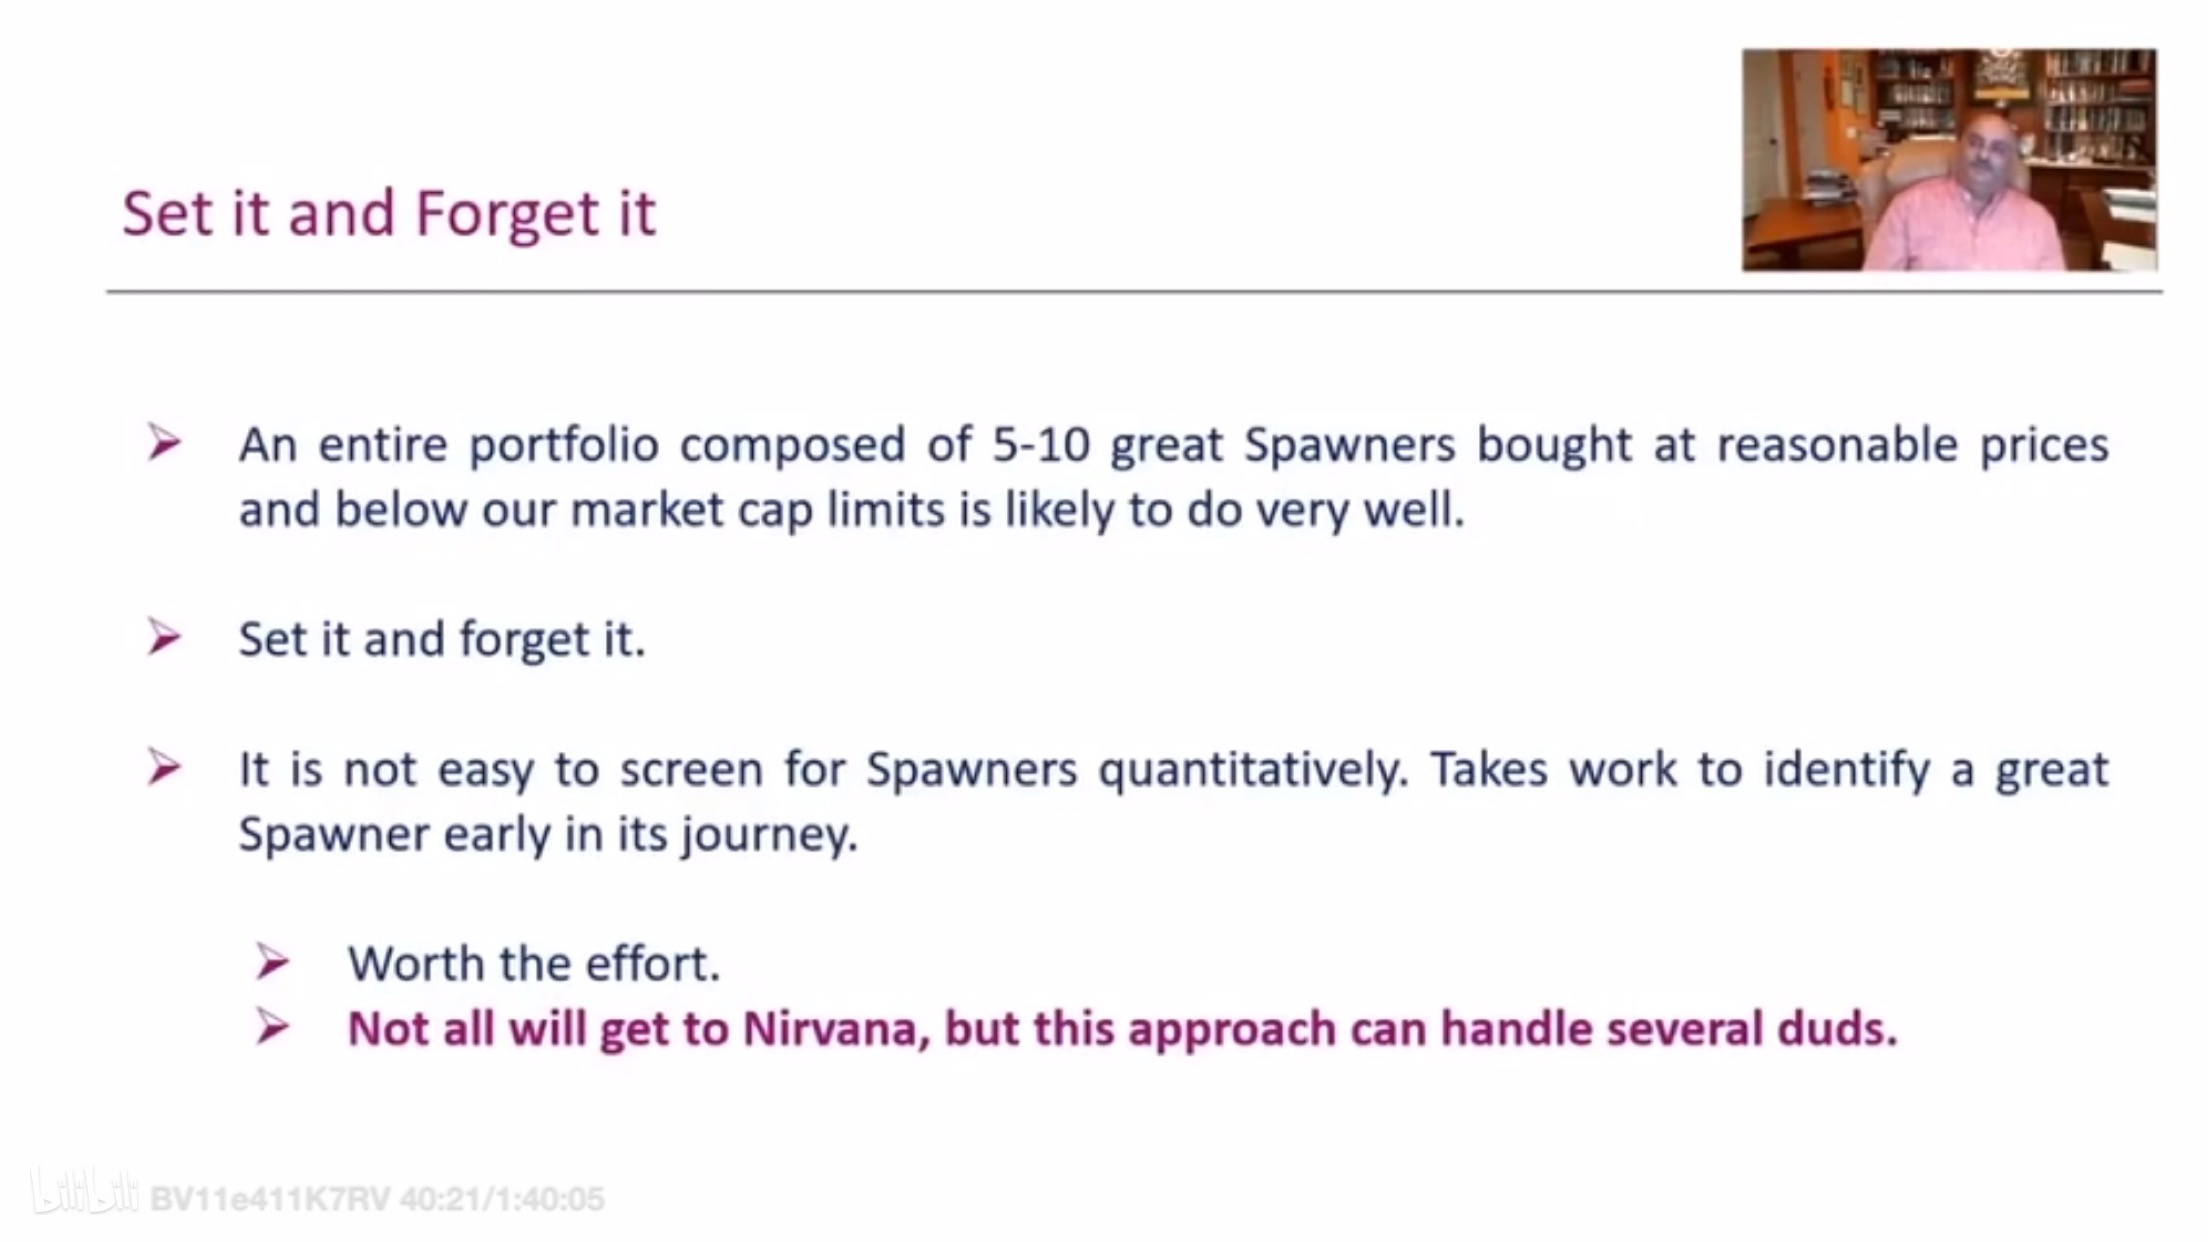 Set it and Forget it
An entire portfolio composed of 5-10 great Spawners bought at reasonable prices
and below our market cap limits is likely to do very well.
Set it and forget it.
It is not easy to screen for Spawners quantitatively. Takes work to identify a great
Spawner early in its journey.
Worth the effort.
Not all will get to Nirvana, but this approach can handle several duds.
bilibili BV11e411K7RV 40:21/1:40:05